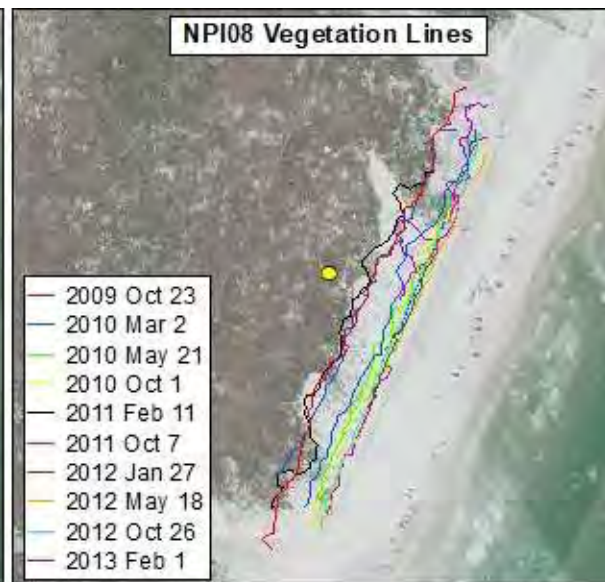 NPI08 Vegetation Lines
2009 Oct 23
2010 Mar 2
2010 May 21
2010 Oct 1
2011 Feb 11
2011 Oct 7
2012 Jan 27
2012 May 18
2012 Oct 26
2013 Feb 1